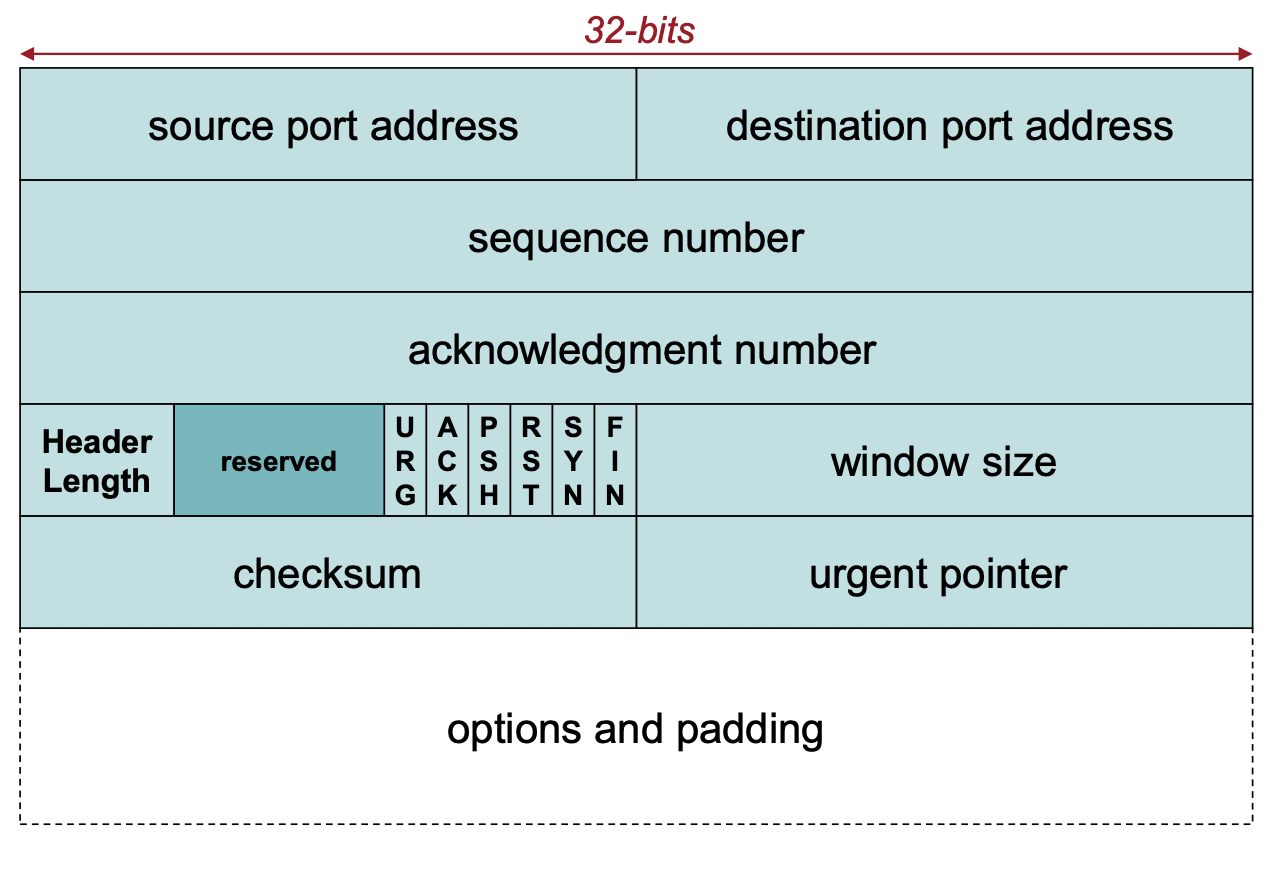 32-bits
source port address
destination port address
sequence number
acknowledgment number
Header
Length
reserved
URG
ACK
PSH
RST
SYN
FIN
window size
checksum
urgent pointer
options and padding